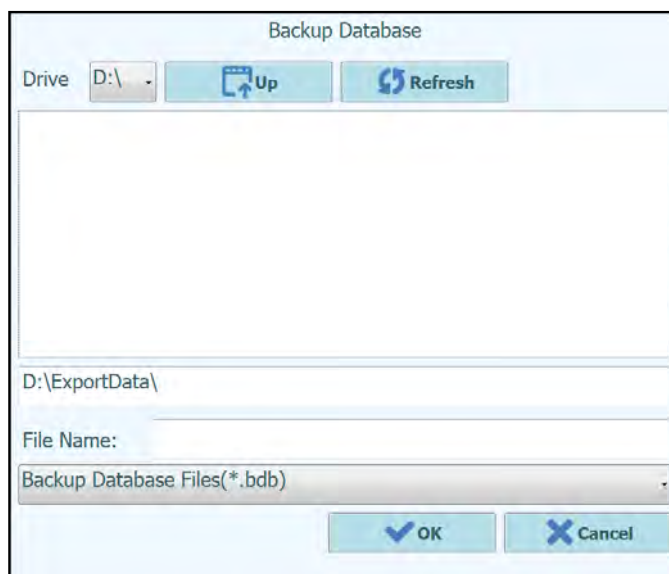 Backup Database
Drive D:\ Up Refresh
D:\ExportData\
File Name:
Backup Database Files(*.bdb)
OK Cancel